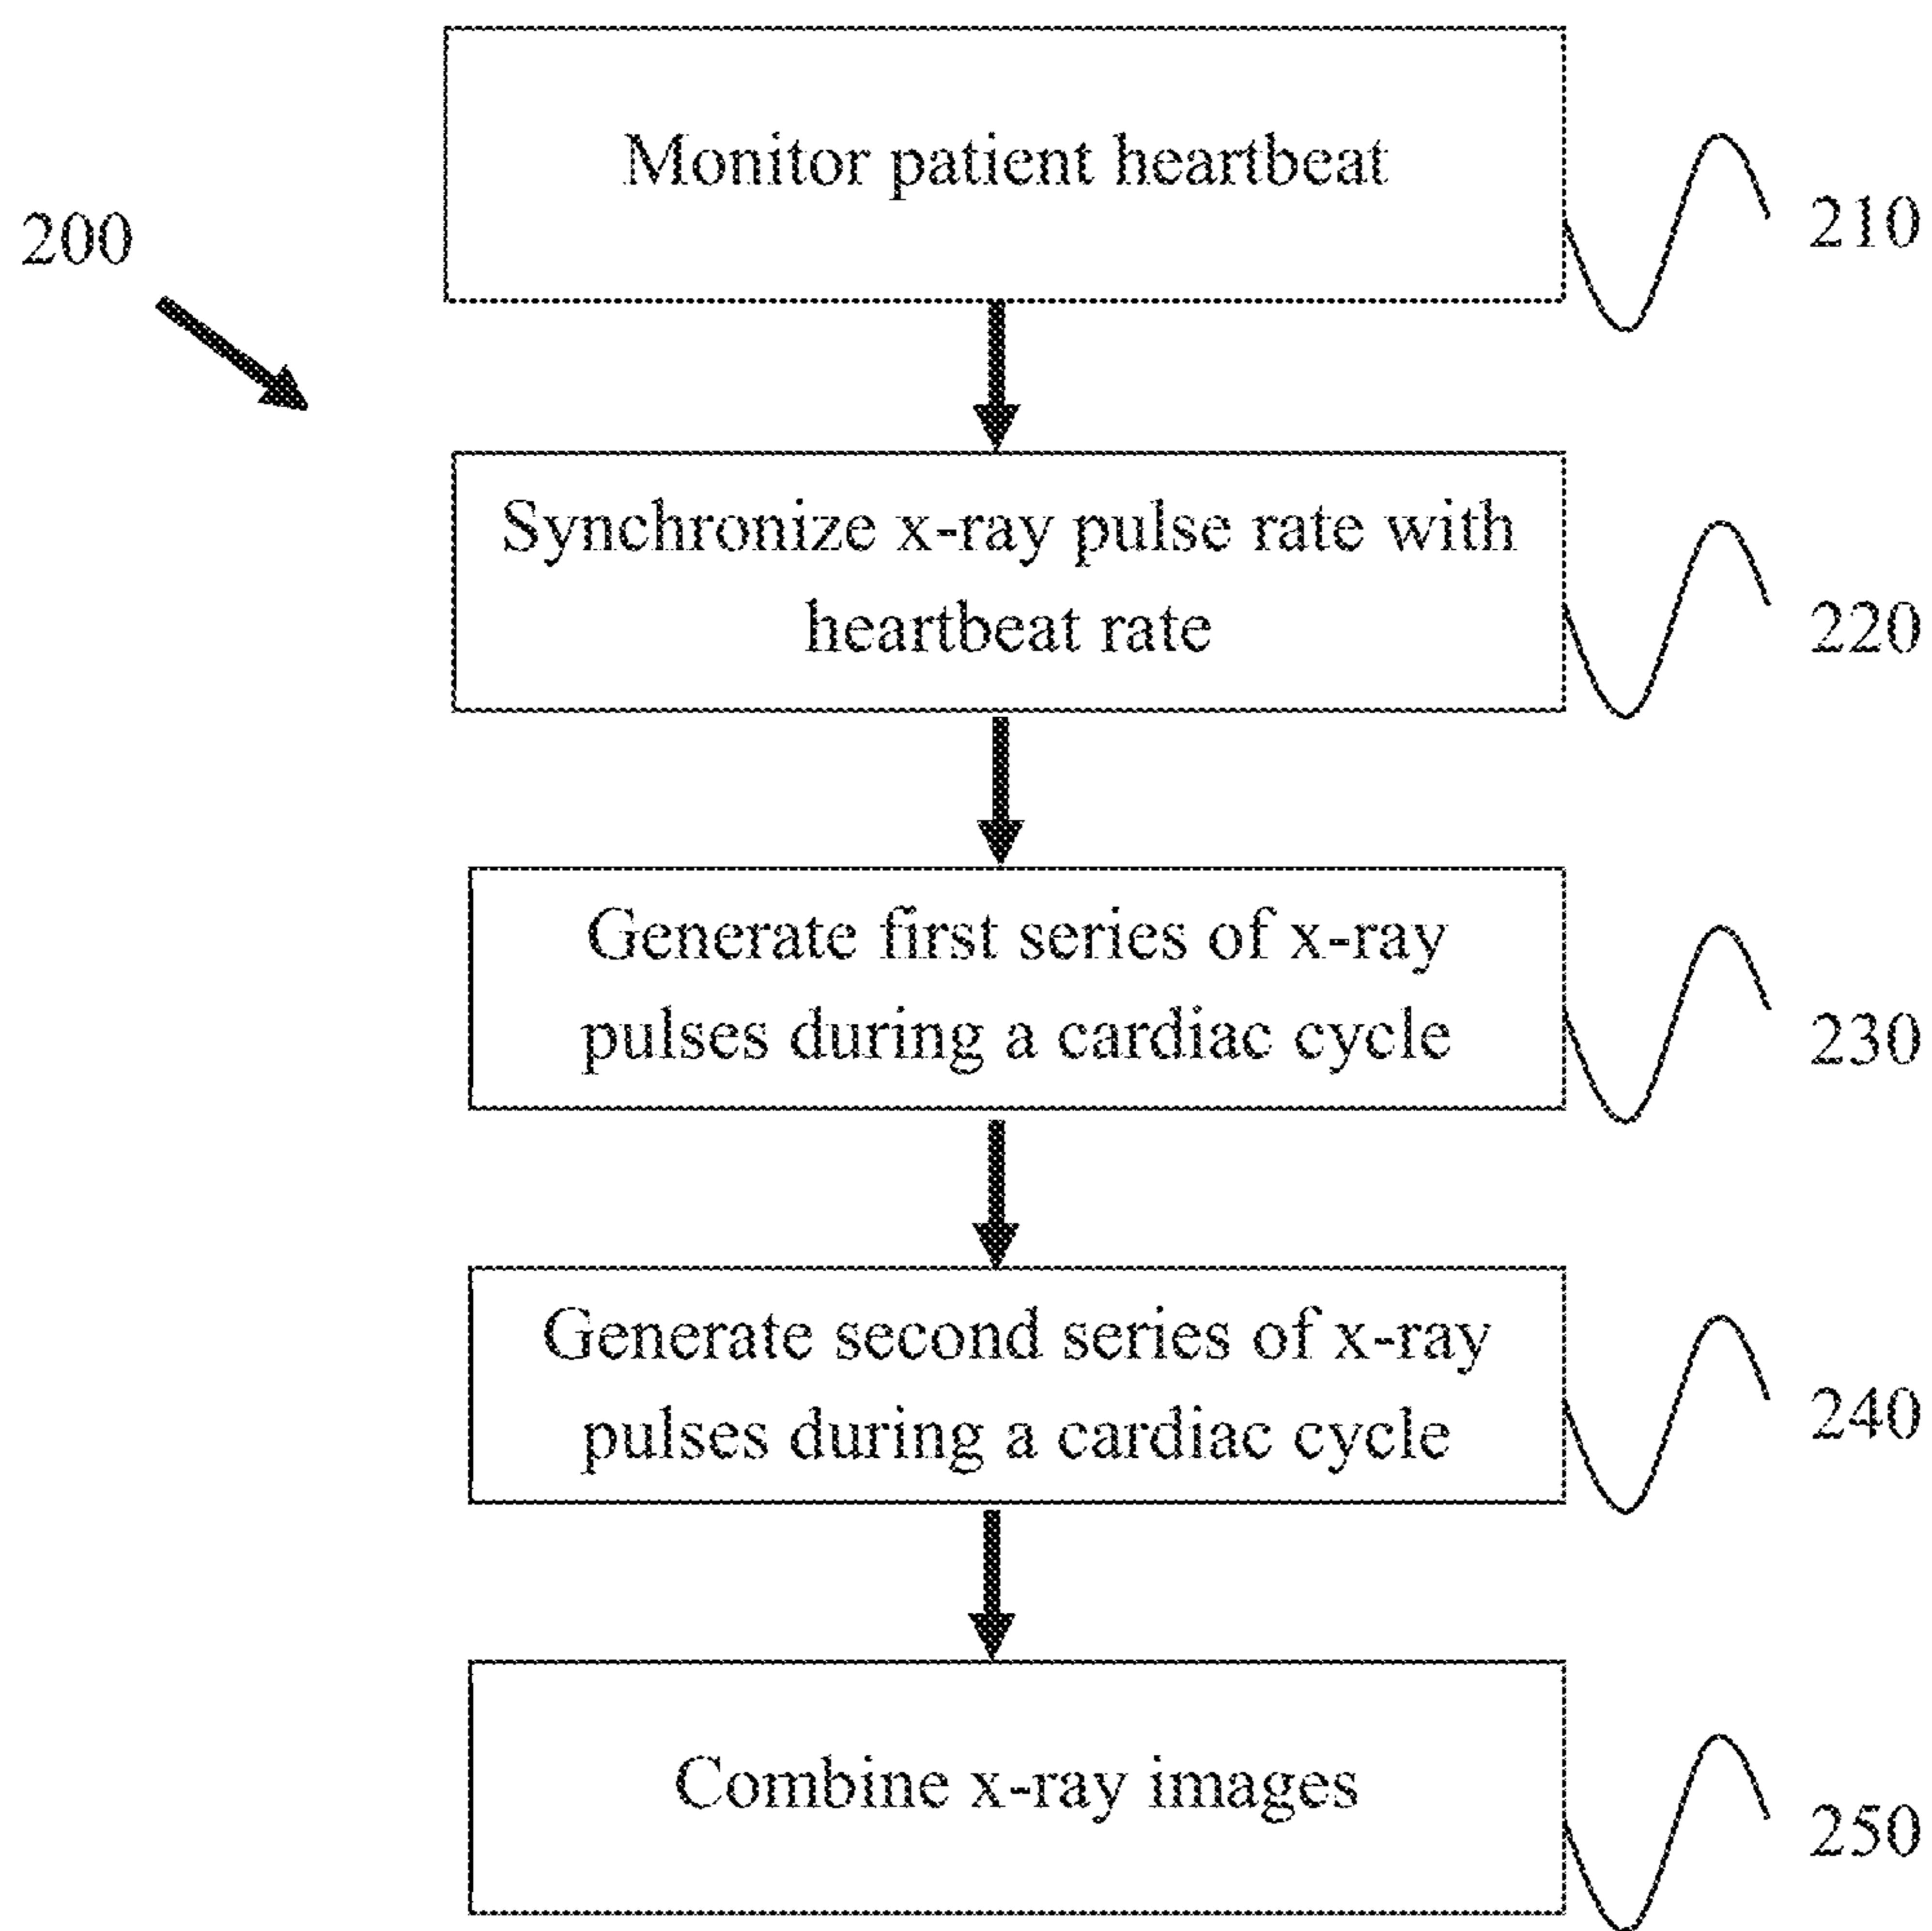 Monitor patient heartbeat
200
210
Synchronize x-ray pulse rate with
heartbeat rate
220
Generate first series of x-ray
pulses during a cardiac cycle
230
Generate second series of x-ray
pulses during a cardiac cycle
240
Combine x-ray images
250